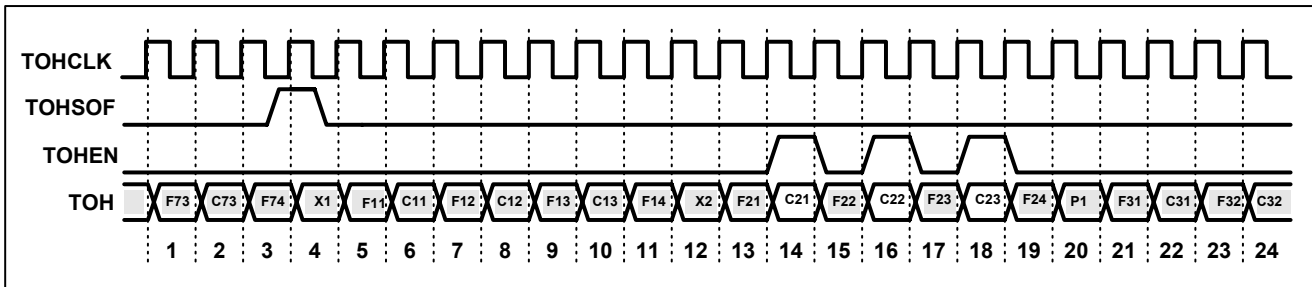 TOHCLK
TOHSOF
TOHEN
TOH F73 C73 F74 X1 F11 C11 F12 C12 F13 C13 F14 X2 F21 C21 F22 C22 F23 C23 F24 P1 F31 C31 F32 C32
1 2 3 4 5 6 7 8 9 10 11 12 13 14 15 16 17 18 19 20 21 22 23 24